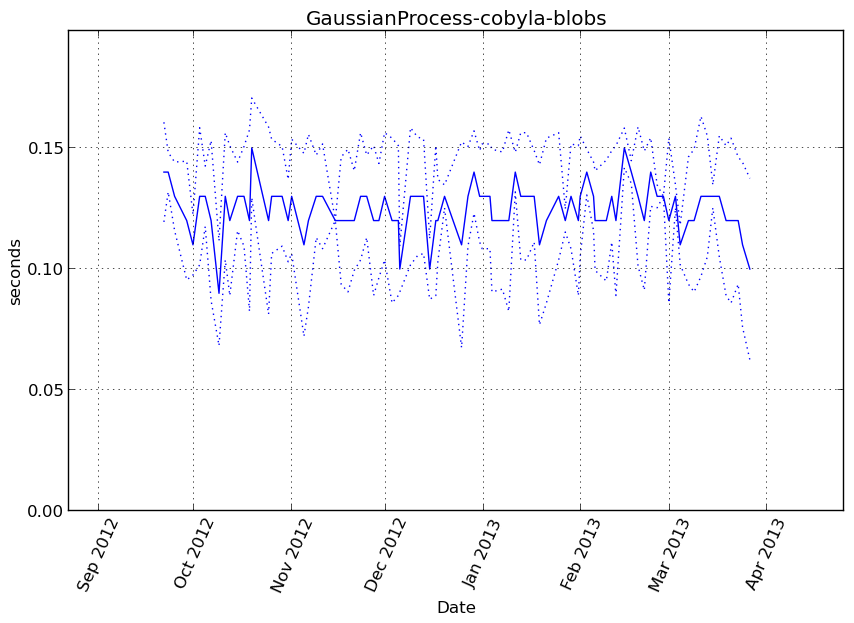 GaussianProcess-cobyla-blobs
seconds
0.15
0.10
0.05
0.00
Sep 2012
Oct 2012
Nov 2012
Dec 2012
Jan 2013
Feb 2013
Mar 2013
Apr 2013
Date